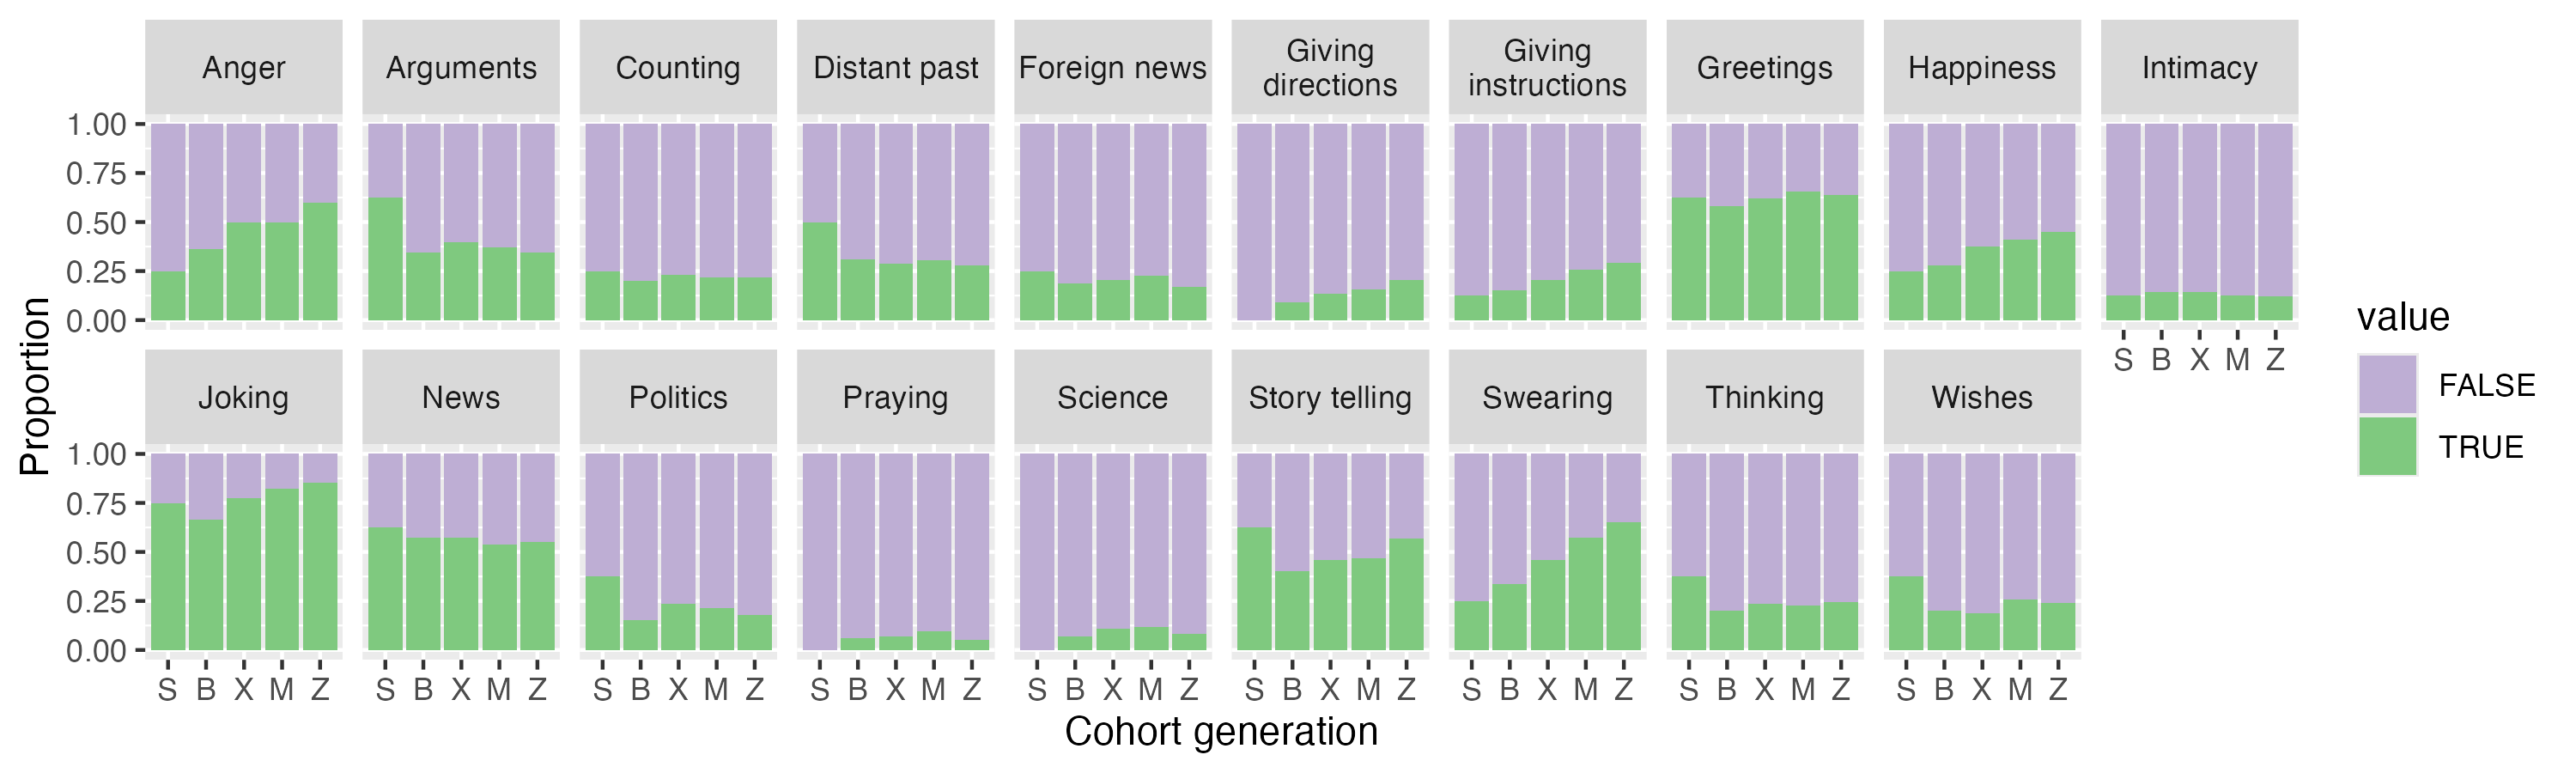 Anger Arguments Counting Distant past Foreign news Giving directions Giving instructions Greetings Happiness Intimacy
1.00
0.75
0.50
0.25
0.00
S B X M Z
Joking News Politics Praying Science Story telling Swearing Thinking Wishes
1.00
0.75
0.50
0.25
0.00
S B X M Z S B X M Z S B X M Z S B X M Z S B X M Z S B X M Z S B X M Z S B X M Z S B X M Z
Cohort generation
Proportion
value
FALSE
TRUE